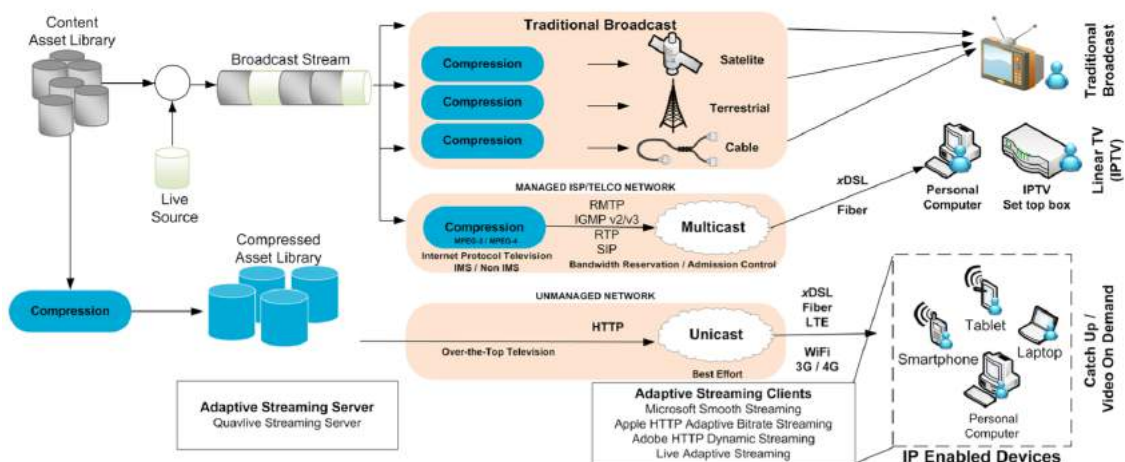 Content
Asset Library
Broadcast Stream
Live
Source
Traditional Broadcast
Compression
Satelite
Compression
Terrestrial
Compression
Cable
Traditional
Broadcast
MANAGED ISP/TELCO NETWORK
Compression
MPEG-2 / MPEG-4
Internet Protocol Television
IMS / Non IMS
RMTP
IGMP v2/v3
RTP
SIP
Multicast
Bandwidth Reservation / Admission Control
xDSL
Fiber
Personal
Computer
IPTV
Set top box
Linear TV
(IPTV)
Compressed
Asset Library
Compression
UNMANAGED NETWORK
HTTP
Over-the-Top Television
Unicast
Best Effort
xDSL
Fiber
LTE
WiFi
3G / 4G
Tablet
Smartphone
Laptop
Personal
Computer
IP Enabled Devices
Catch Up /
Video On Demand
Adaptive Streaming Server
Quavlive Streaming Server
Adaptive Streaming Clients
Microsoft Smooth Streaming
Apple HTTP Adaptive Bitrate Streaming
Adobe HTTP Dynamic Streaming
Live Adaptive Streaming